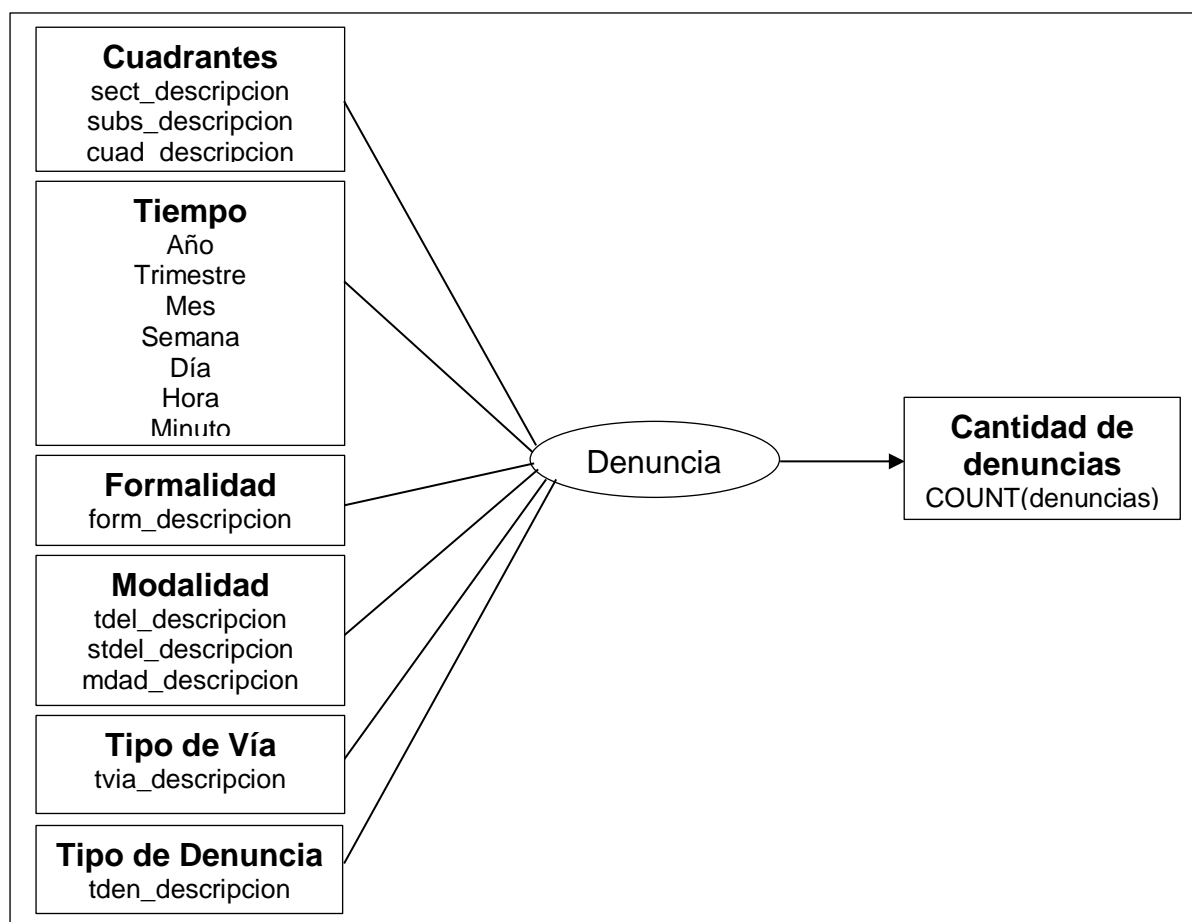 Cuadrantes
sect_descripcion
subs_descripcion
cuad_descripcion
Tiempo
Año
Trimestre
Mes
Semana
Día
Hora
Minuto
Formalidad
form_descripcion
Modalidad
tdel_descripcion
stdel_descripcion
mdad_descripcion
Tipo de Vía
tvia_descripcion
Tipo de Denuncia
tden_descripcion
Denuncia
Cantidad de
denuncias
COUNT(denuncias)